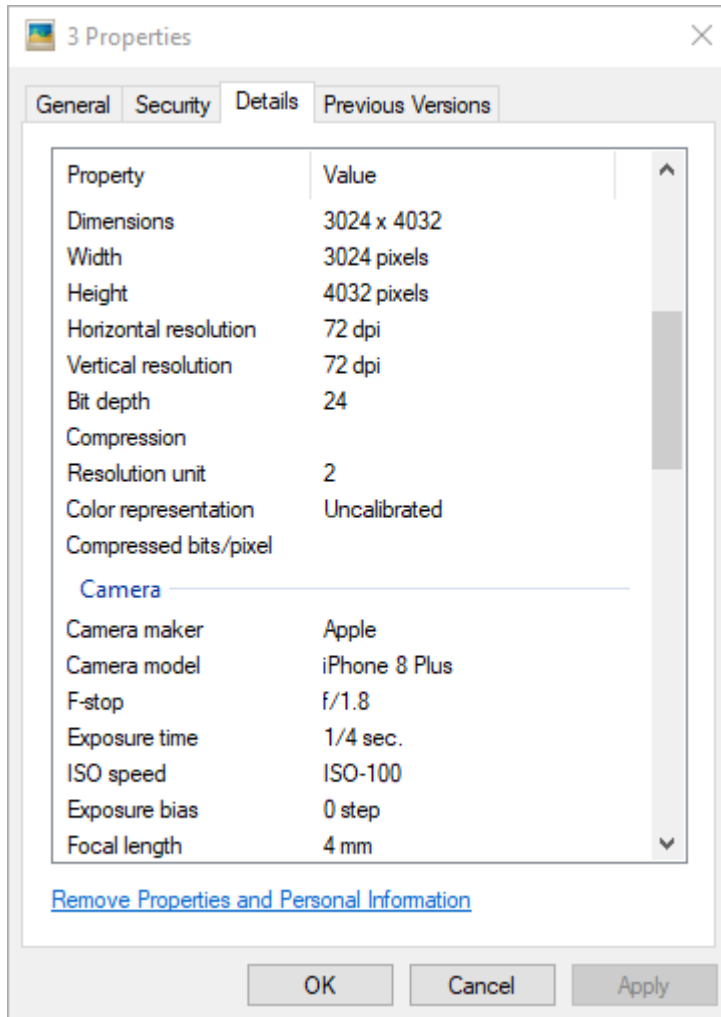 3 Properties
General Security Details Previous Versions
Property Value
Dimensions 3024 x 4032
Width 3024 pixels
Height 4032 pixels
Horizontal resolution 72 dpi
Vertical resolution 72 dpi
Bit depth 24
Compression
Resolution unit 2
Color representation Uncalibrated
Compressed bits/pixel
Camera
Camera maker Apple
Camera model iPhone 8 Plus
F-stop f/1.8
Exposure time 1/4 sec.
ISO speed ISO-100
Exposure bias 0 step
Focal length 4 mm
Remove Properties and Personal Information
OK Cancel Apply